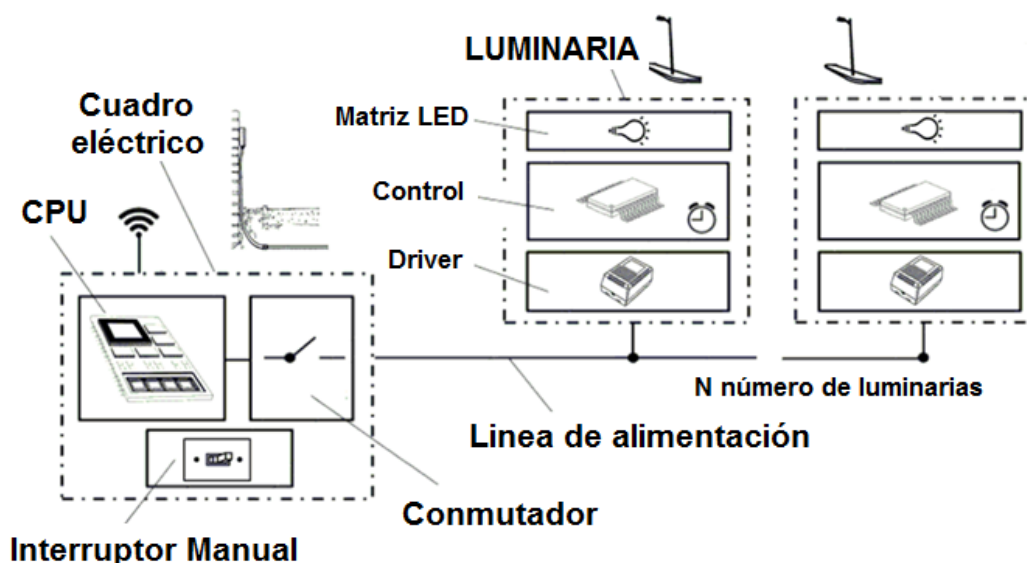 LUMINARIA
Cuadro
eléctrico
Matriz LED
CPU
Control
Driver
N número de luminarias
Linea de alimentación
Conmutador
Interruptor Manual